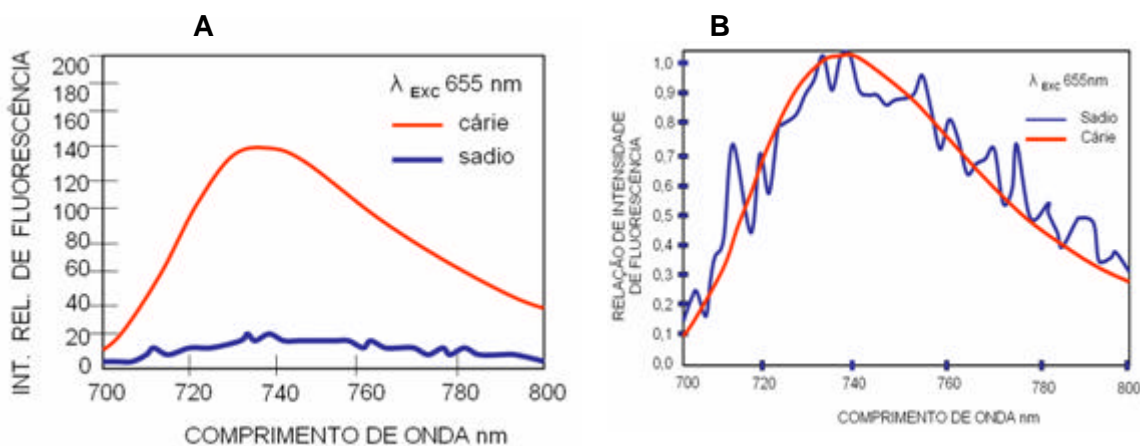 A
INT. REL. DE FLUORESCÊNCIA
200
180
160
140
120
100
80
60
40
20
0
λ EXC 655 nm
cárie
sadio
700
720
740
760
780
800
COMPRIMENTO DE ONDA nm
B
RELAÇÃO DE INTENSIDADE
DE FLUORESCÊNCIA
1,0
0,9
0,8
0,7
0,6
0,5
0,4
0,3
0,2
0,1
0,0
λ EXC 655nm
Sadio
Cárie
700
720
740
760
780
800
COMPRIMENTO DE ONDA nm